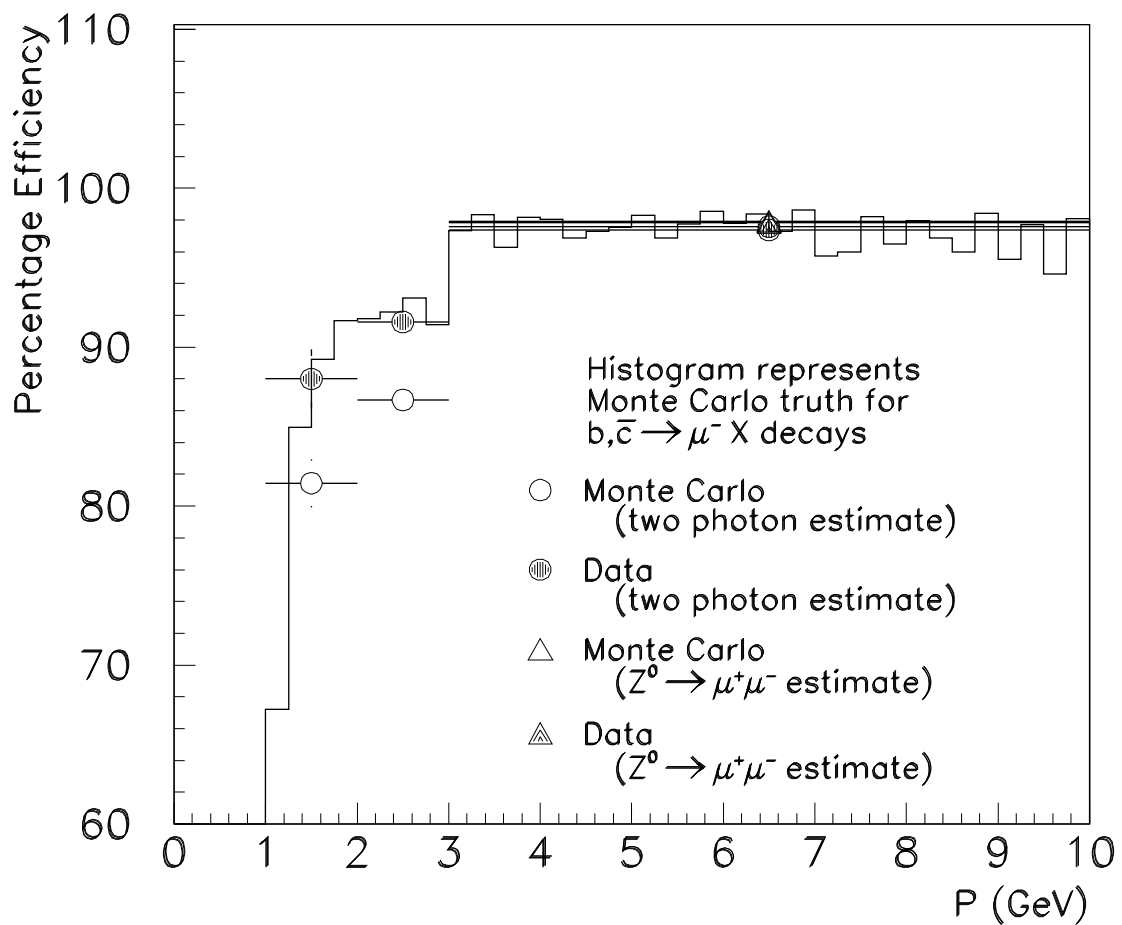 Percentage Efficiency
110
100
90
80
70
60
Histogram represents
Monte Carlo truth for
b,c̅ → μ⁻ X decays
Monte Carlo
(two photon estimate)
Data
(two photon estimate)
Monte Carlo
(Z⁰ → μ⁺μ⁻ estimate)
Data
(Z⁰ → μ⁺μ⁻ estimate)
0 1 2 3 4 5 6 7 8 9 10
P (GeV)